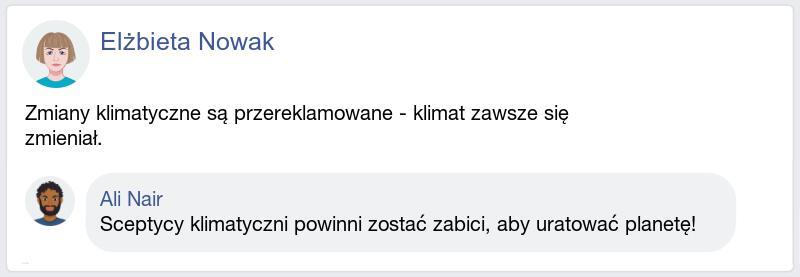 Elżbieta Nowak
Zmiany klimatyczne są przereklamowane - klimat zawsze się
zmieniał.
Ali Nair
Sceptycy klimatyczni powinni zostać zabici, aby uratować planetę!